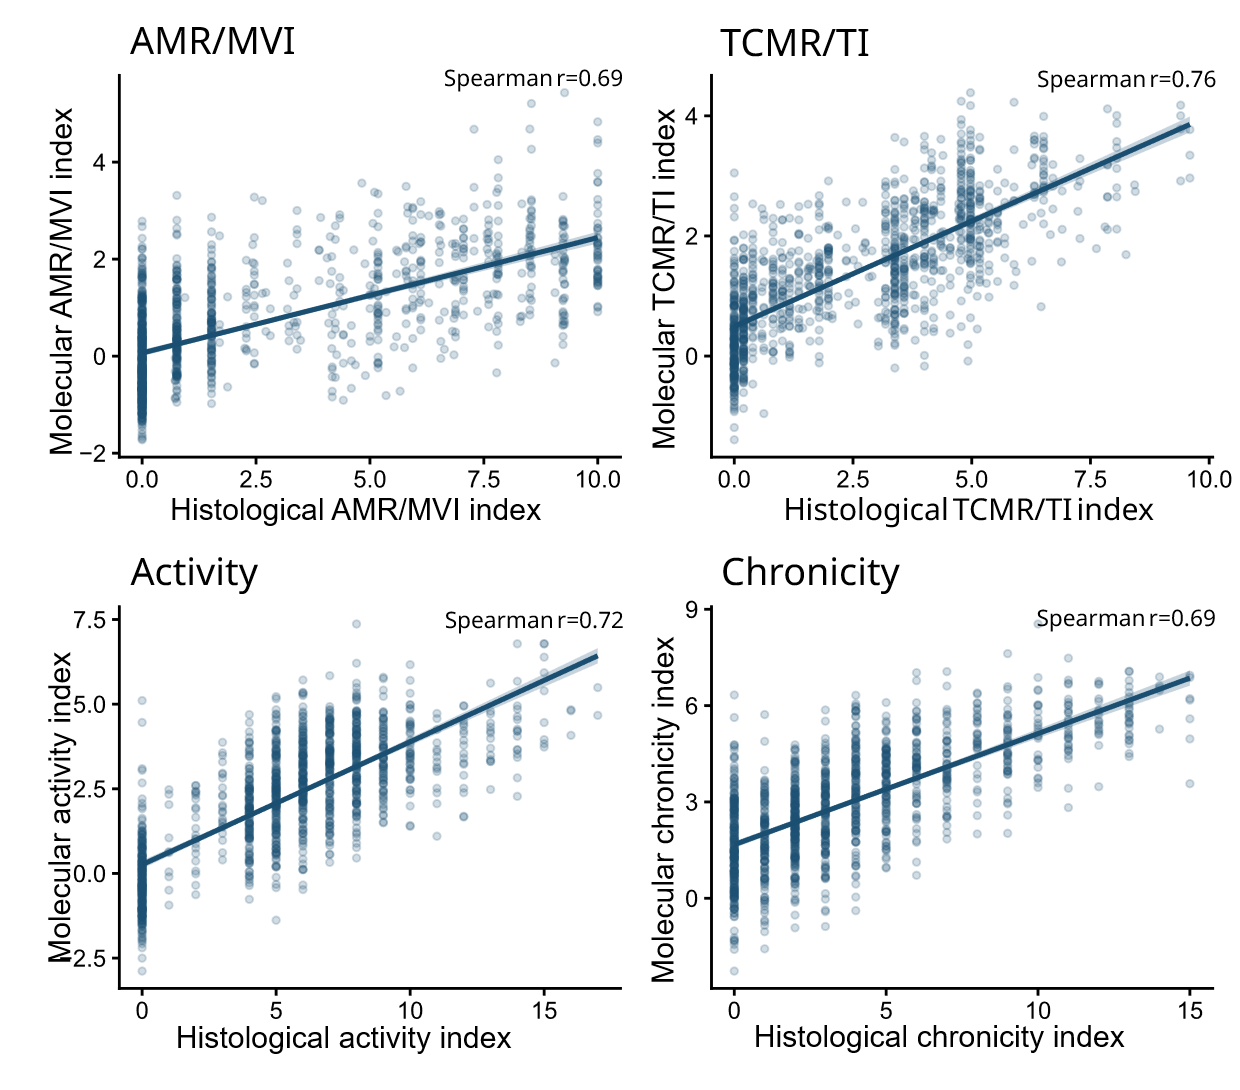 AMR/MVI
Spearman r=0.69
Molecular AMR/MVI index
4
2
0
−2
0.0 2.5 5.0 7.5 10.0
Histological AMR/MVI index
TCMR/TI
Spearman r=0.76
Molecular TCMR/TI index
4
2
0
0.0 2.5 5.0 7.5 10.0
Histological TCMR/TI index
Activity
Spearman r=0.72
Molecular activity index
7.5
5.0
2.5
0.0
−2.5
0 5 10 15
Histological activity index
Chronicity
Spearman r=0.69
Molecular chronicity index
9
6
3
0
0 5 10 15
Histological chronicity index